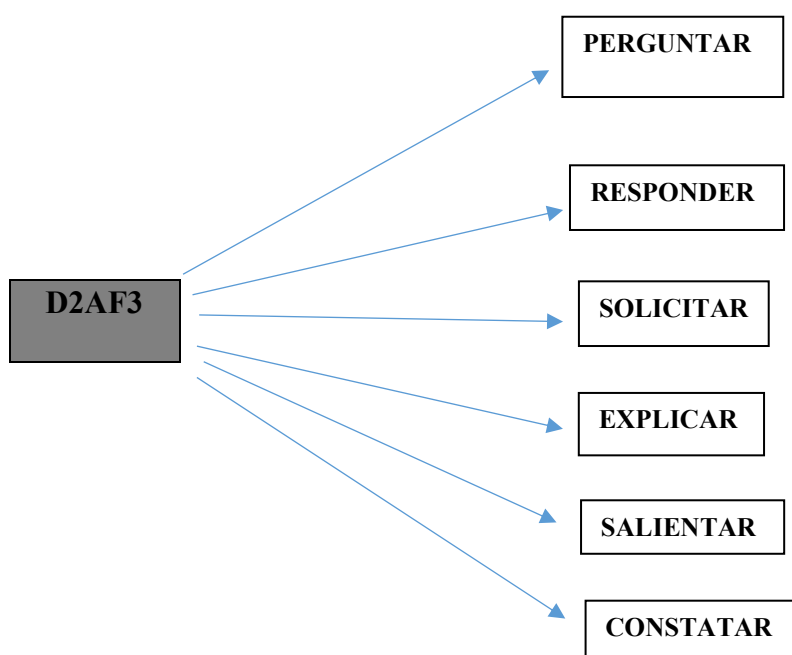 PERGUNTAR
RESPONDER
D2AF3
SOLICITAR
EXPLICAR
SALIENTAR
CONSTATAR